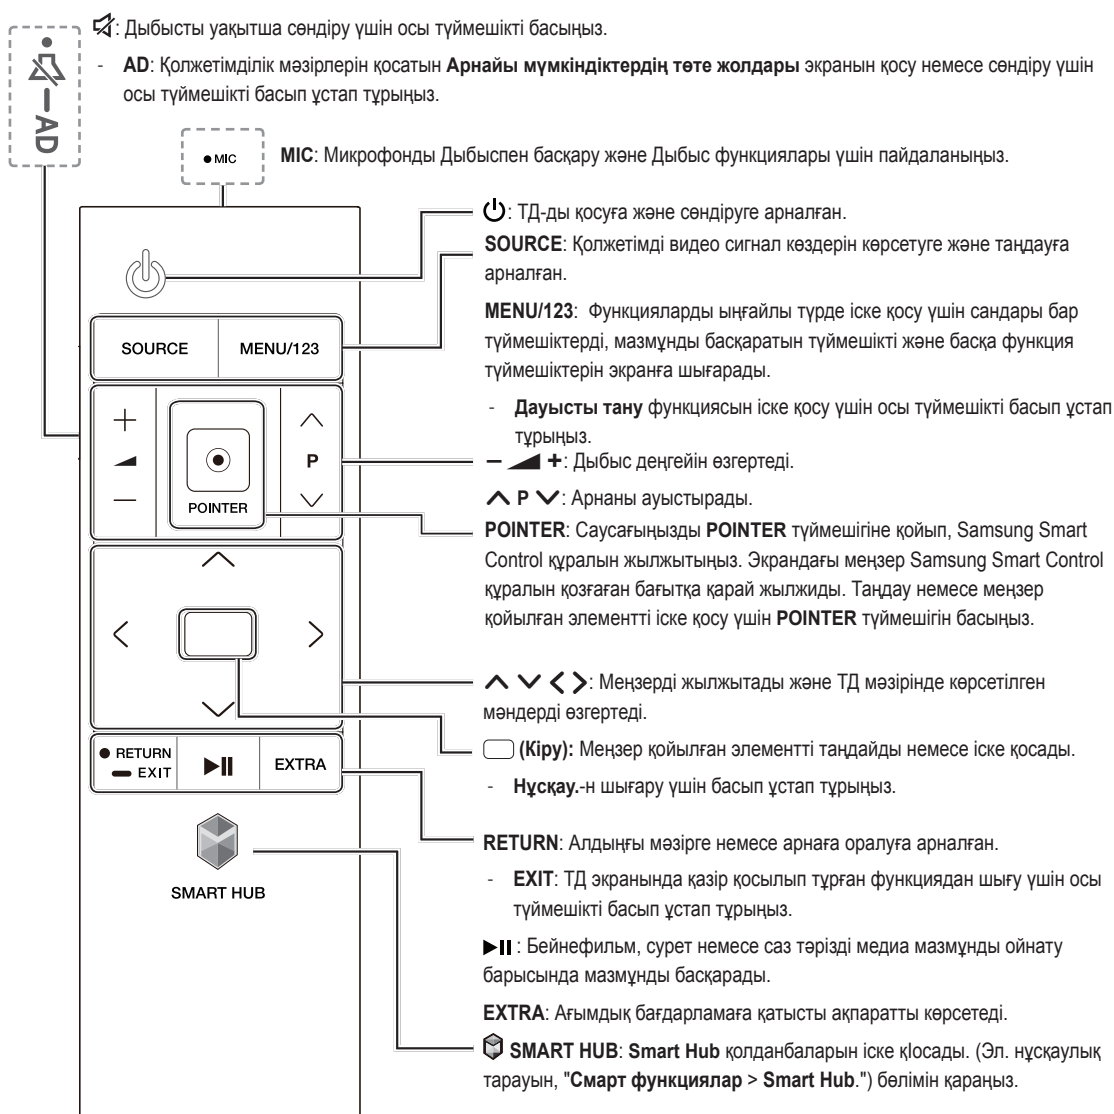 : Дыбысты уақытша сөндіру үшін осы түймешікті басыңыз.
- AD: Қолжетімділік мәзірлерін қосатын Арнайы мүмкіндіктердің төте жолдары экранын қосу немесе сөндіру үшін
осы түймешікті басып ұстап тұрыңыз.
AD
MIC
MIC: Микрофонды Дыбыспен басқару және Дыбыс функциялары үшін пайдаланыңыз.
: ТД-ды қосуға және сөндіруге арналған.
SOURCE: Қолжетімді видео сигнал көздерін көрсетуге және таңдауға
арналған.
SOURCE
MENU/123
MENU/123: Функцияларды ыңғайлы түрде іске қосу үшін сандары бар
түймешіктерді, мазмұнды басқаратын түймешікті және басқа функция
түймешіктерін экранға шығарады.
- Дауысты тану функциясын іске қосу үшін осы түймешікті басып ұстап
тұрыңыз.
P
POINTER
− +: Дыбыс деңгейін өзгертеді.
P : Арнаны ауыстырады.
POINTER: Саусағыңызды POINTER түймешігіне қойып, Samsung Smart
Control құралын жылжытыңыз. Экрандағы меңзер Samsung Smart Control
құралын қозғаған бағытқа қарай жылжиды. Таңдау немесе меңзер
қойылған элементті іске қосу үшін POINTER түймешігін басыңыз.
: Меңзерді жылжытады және ТД мәзірінде көрсетілген
мәндерді өзгертеді.
(Кіру): Меңзер қойылған элементті таңдайды немесе іске қосады.
- Нұсқау.-н шығару үшін басып ұстап тұрыңыз.
RETURN
EXIT
EXTRA
RETURN: Алдыңғы мәзірге немесе арнаға оралуға арналған.
- EXIT: ТД экранында қазір қосылып тұрған функциядан шығу үшін осы
түймешікті басып ұстап тұрыңыз.
SMART HUB
: Бейнефильм, сурет немесе саз тәрізді медиа мазмұнды ойнату
барысында мазмұнды басқарады.
EXTRA: Ағымдық бағдарламаға қатысты ақпаратты көрсетеді.
SMART HUB: Smart Hub қолданбаларын іске қlосады. (Эл. нұсқаулық
тарауын, "Смарт функциялар > Smart Hub.") бөлімін қараңыз.